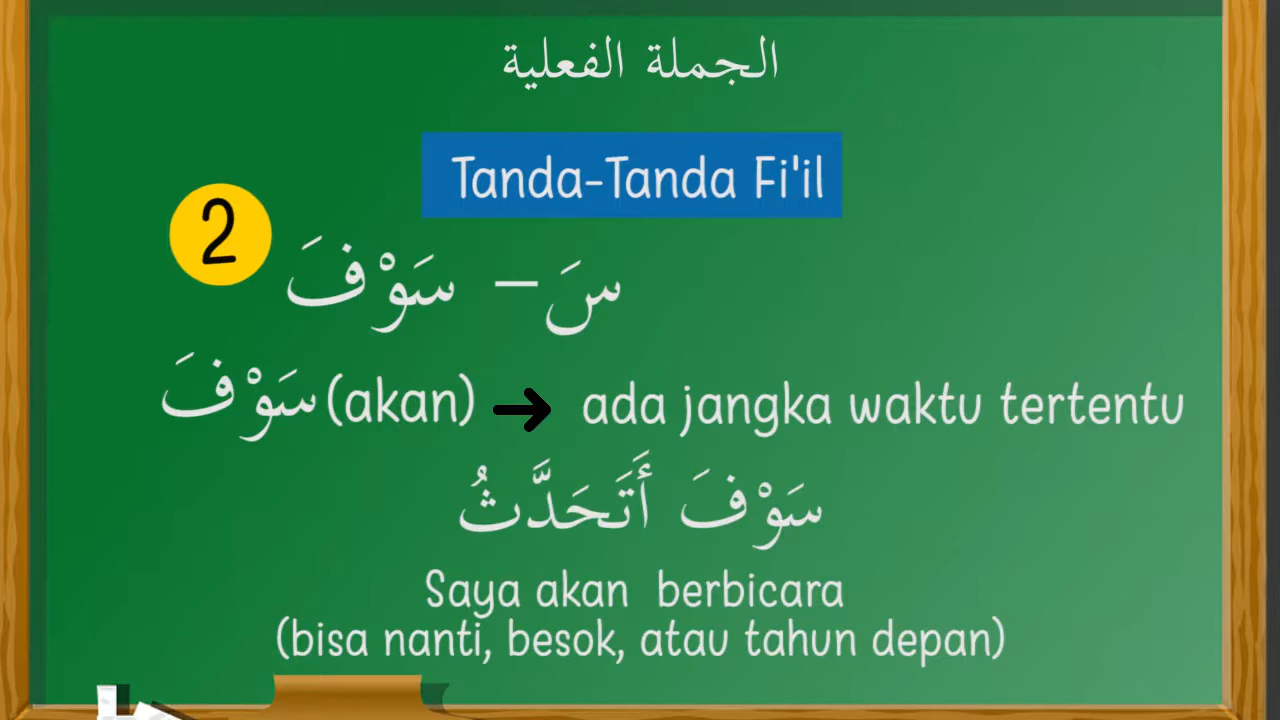 الجملة الفعلية
Tanda-Tanda Fi'il
2
سَ – سَوْفَ
سَوْفَ (akan) → ada jangka waktu tertentu
سَوْفَ أَتَحَدَّثُ
Saya akan berbicara
(bisa nanti, besok, atau tahun depan)